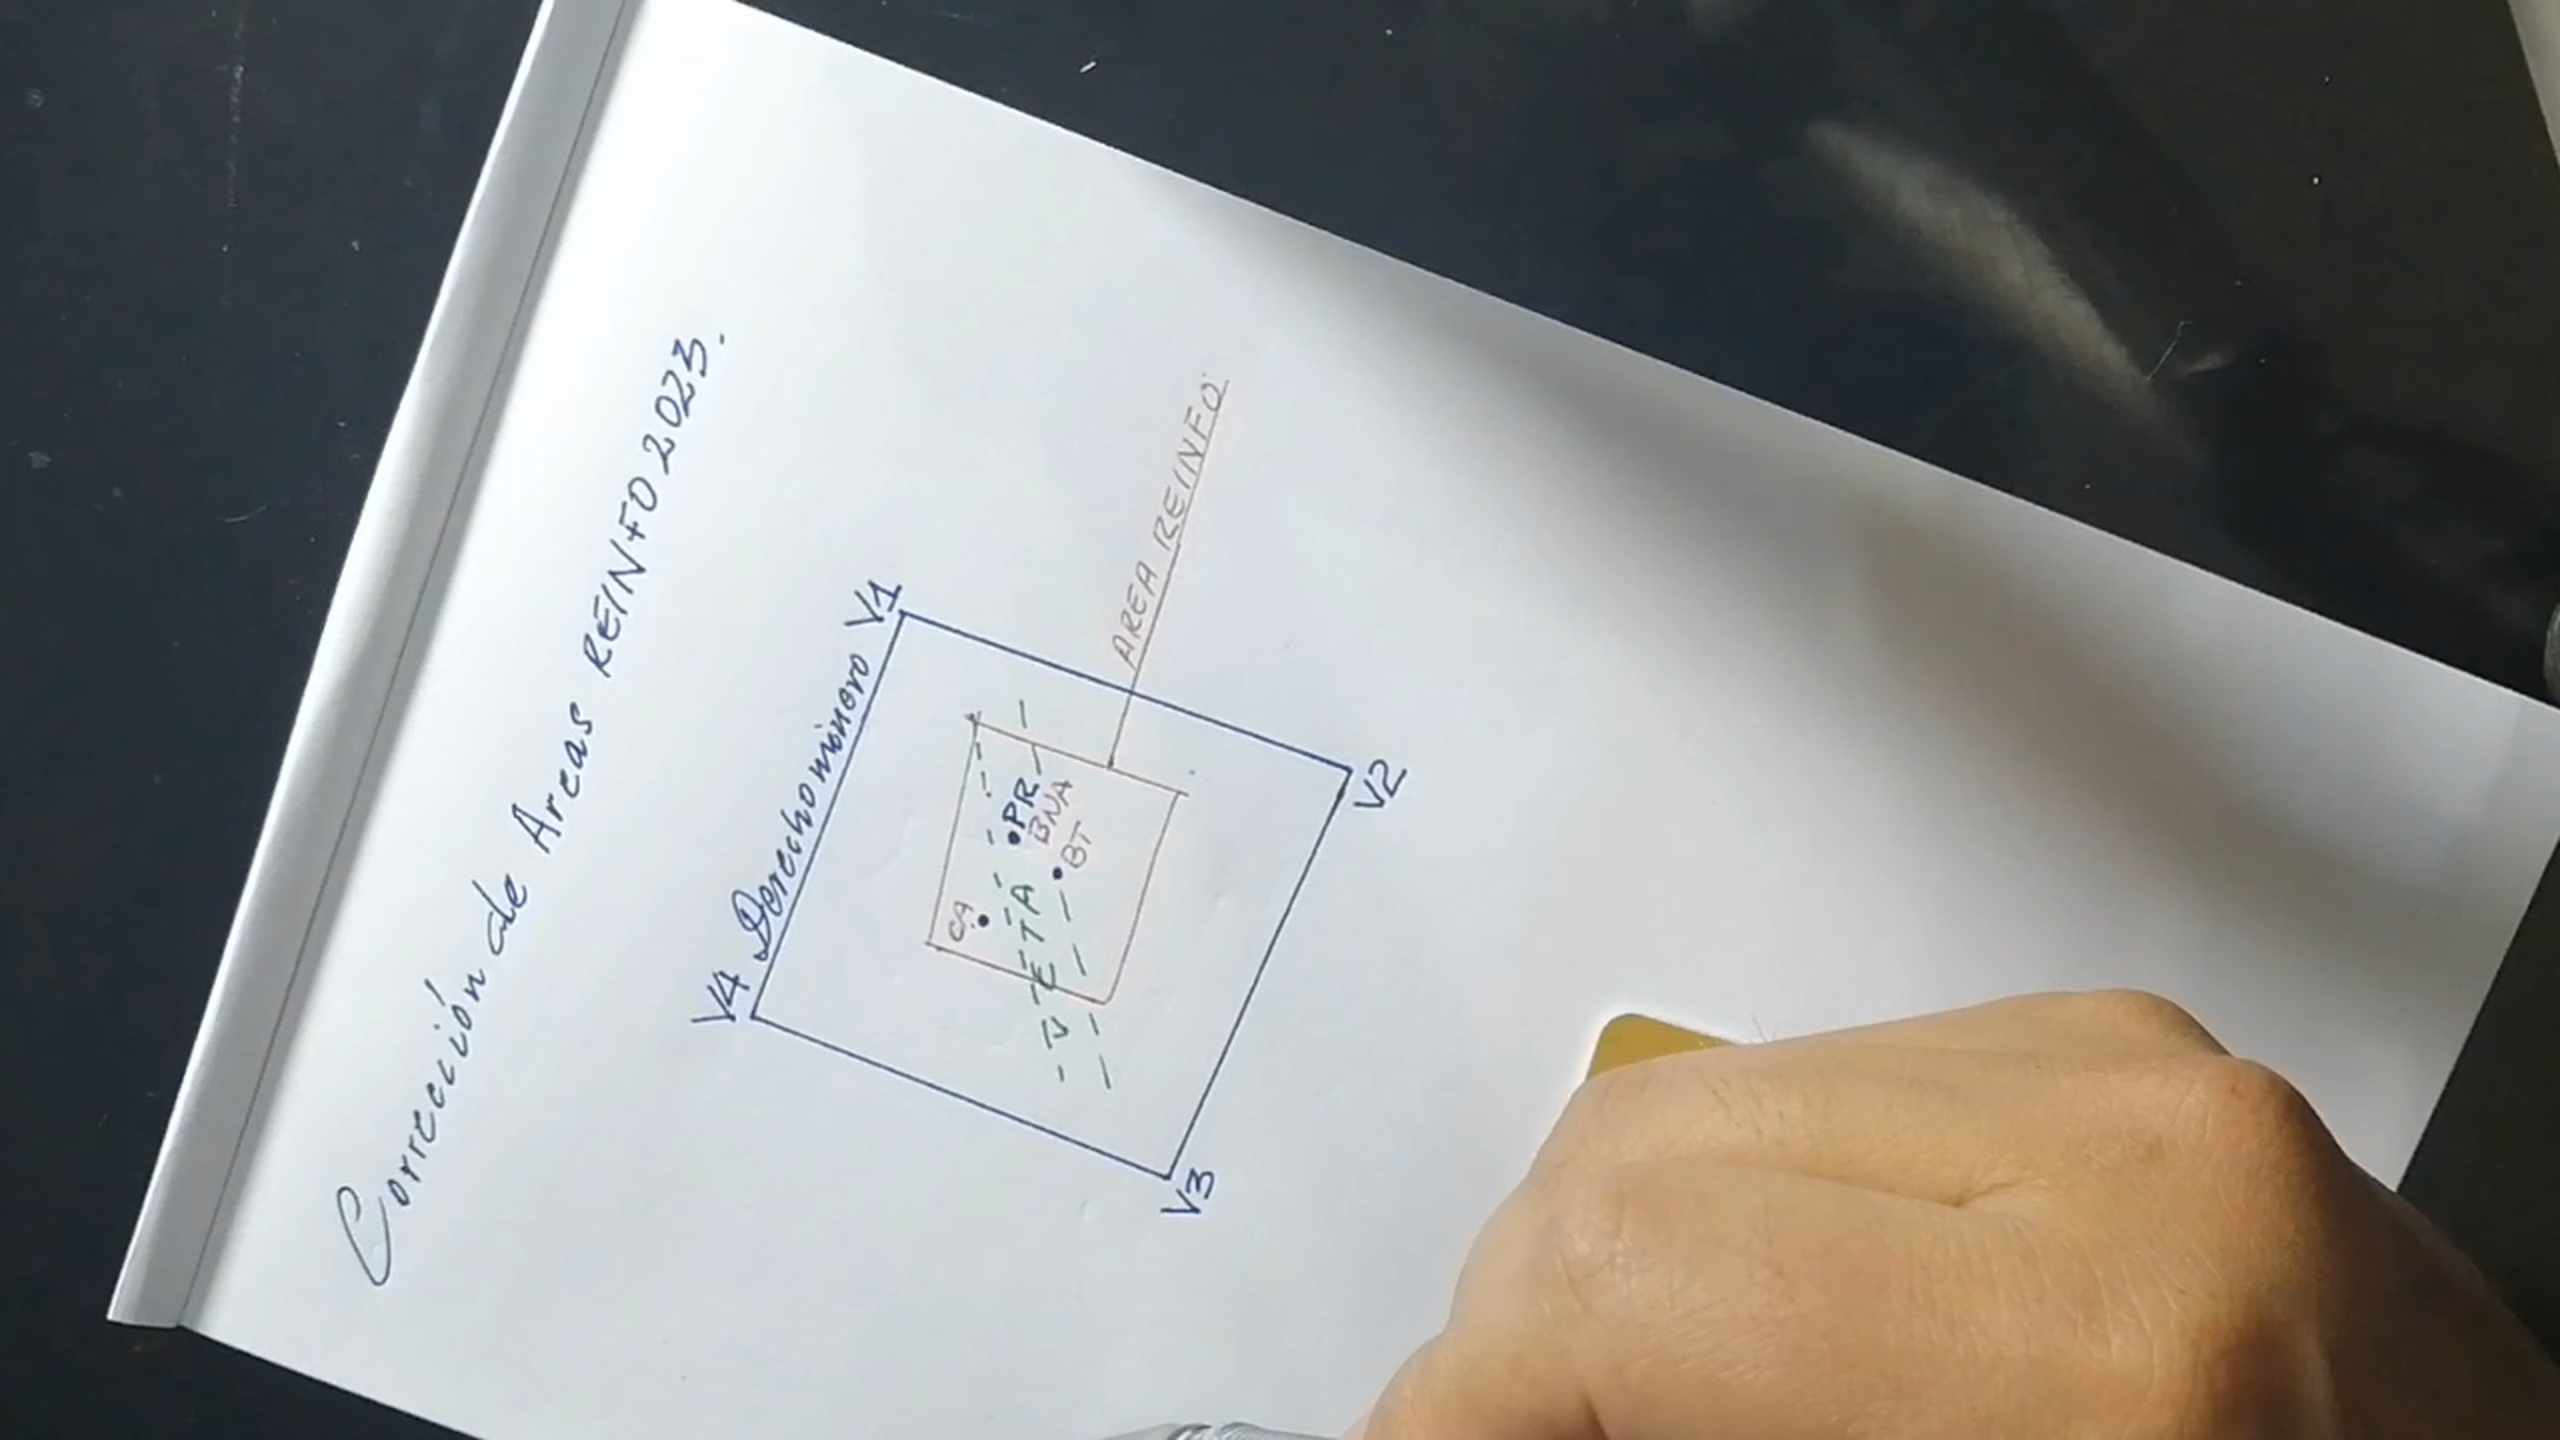 Corrección de Areas REINFO 2023.
V4 Derecho minero V1
AREA REINFO
CA
PR
BNA
BT
VETA
V3
V2